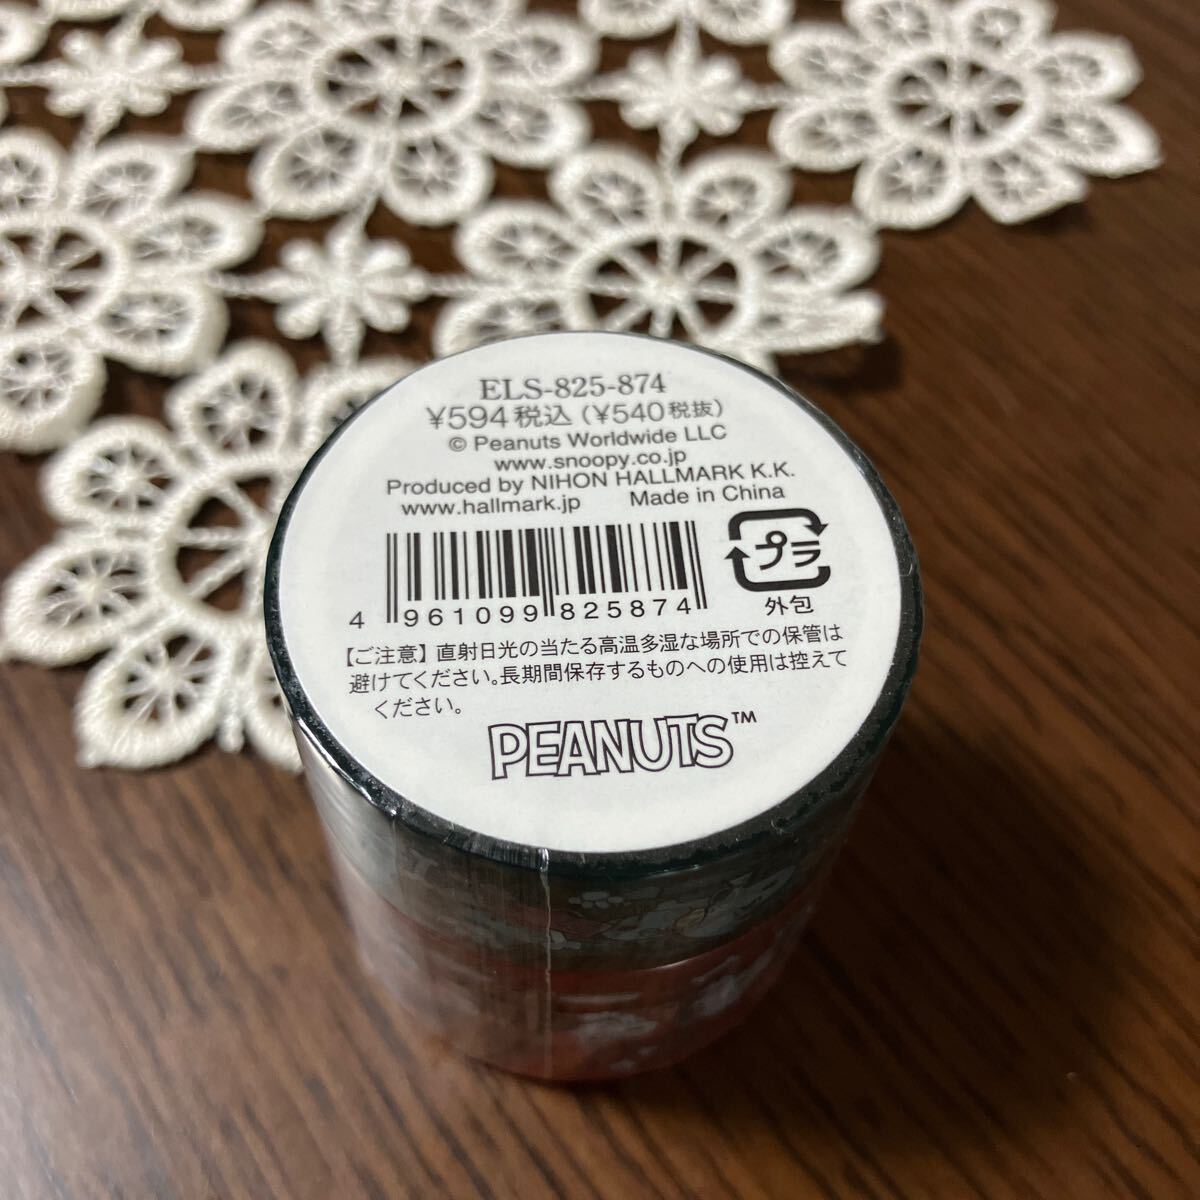 ELS-825-874
¥594税込（¥540税抜）
© Peanuts Worldwide LLC
www.snoopy.co.jp
Produced by NIHON HALLMARK K.K.
www.hallmark.jp Made in China
プラ
外包
4 961099 825874
【ご注意】直射日光の当たる高温多湿な場所での保管は
避けてください。長期間保存するものへの使用は控えて
ください。
PEANUTS™